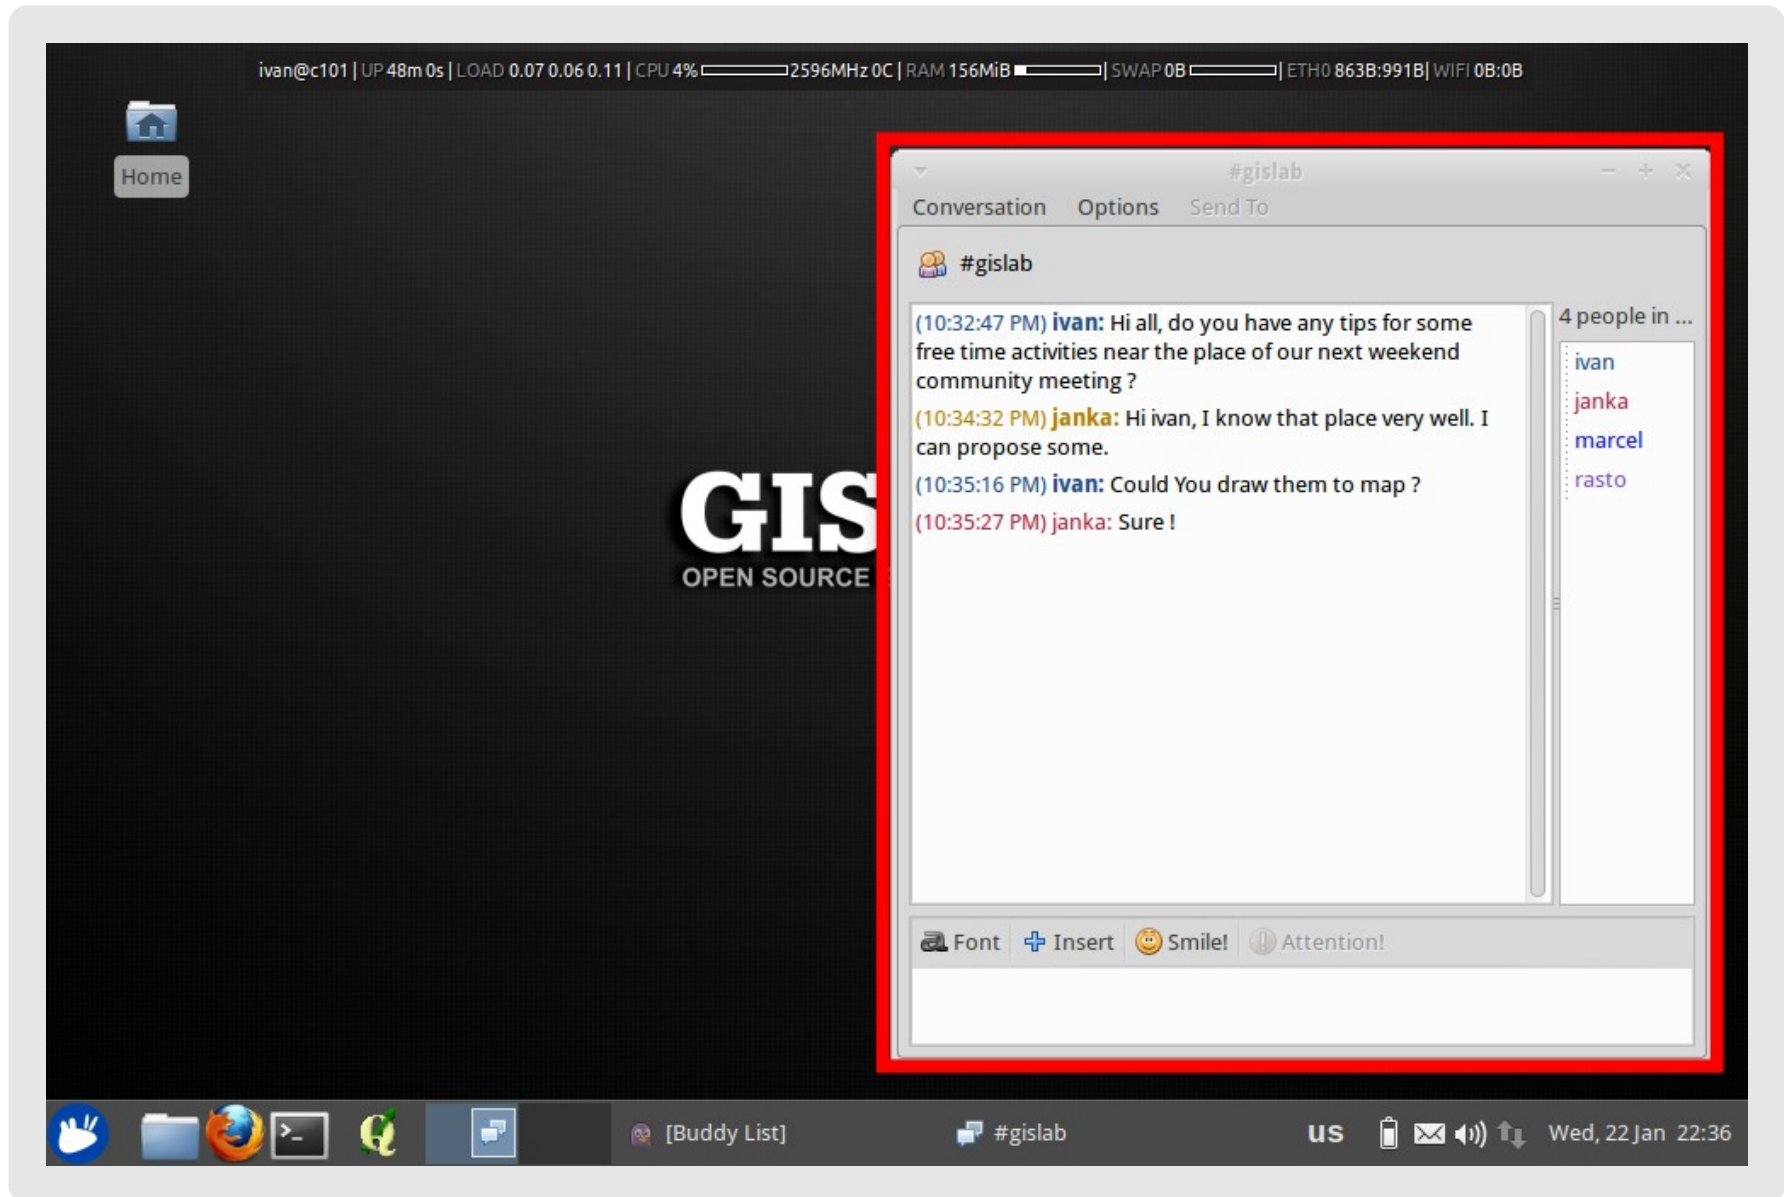 ivan@c101 | UP 48m 0s | LOAD 0.07 0.06 0.11 | CPU 4% 2596MHz 0C | RAM 156MiB | SWAP 0B | ETH0 863B:991B| WIFI 0B:0B
Home
#gislab
Conversation Options Send To
#gislab
(10:32:47 PM) ivan: Hi all, do you have any tips for some
free time activities near the place of our next weekend
community meeting ?
(10:34:32 PM) janka: Hi ivan, I know that place very well. I
can propose some.
(10:35:16 PM) ivan: Could You draw them to map ?
(10:35:27 PM) janka: Sure !
4 people in ...
ivan
janka
marcel
rasto
GIS
OPEN SOURCE
Font Insert Smile! Attention!
[Buddy List] #gislab us Wed, 22 Jan 22:36